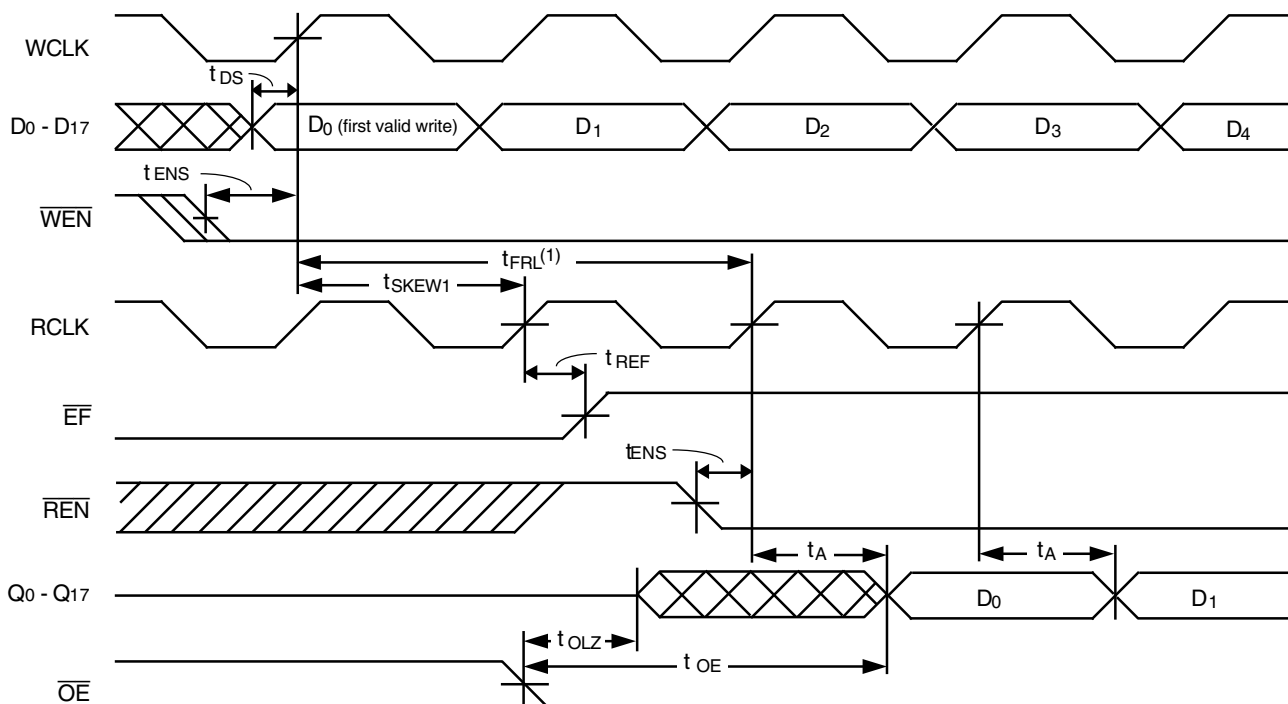 WCLK
tDS
D0 - D17
D0 (first valid write)
D1
D2
D3
D4
tENS
WEN
tFRL(1)
tSKEW1
RCLK
tREF
EF
tENS
REN
tA
tA
Q0 - Q17
D0
D1
tOLZ
tOE
OE